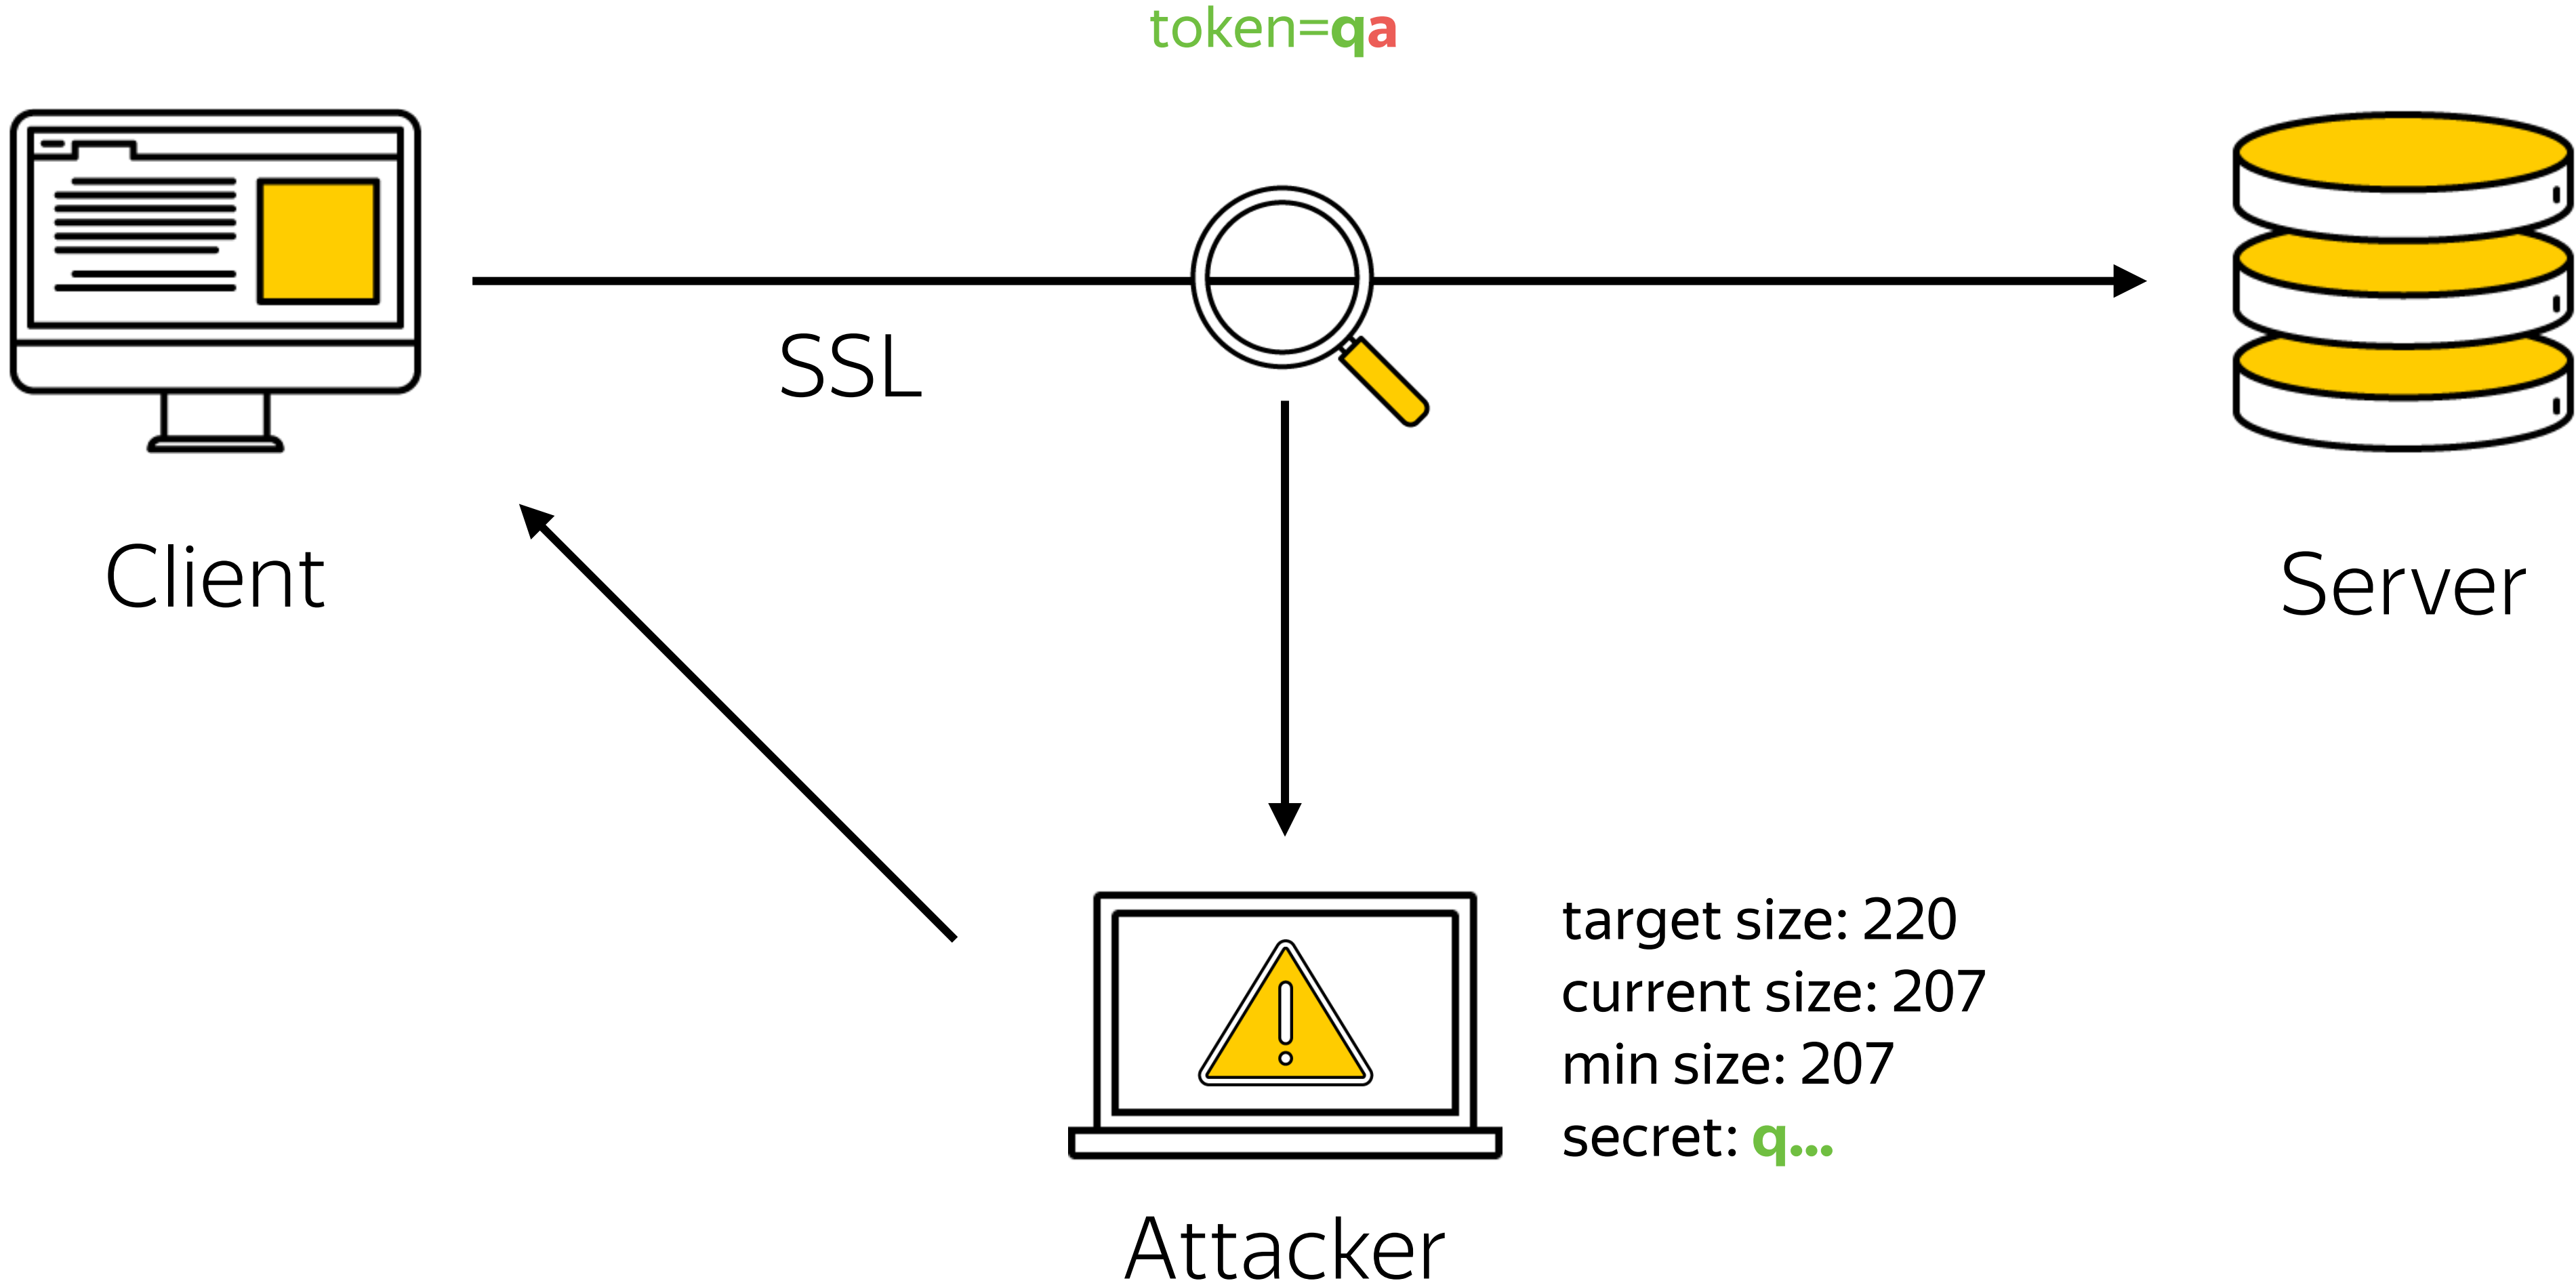 token=qa
SSL
Client
Server
target size: 220
current size: 207
min size: 207
secret: q...
Attacker